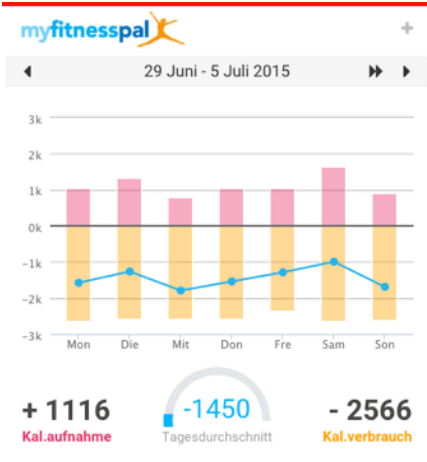 myfitnesspal
+
29 Juni - 5 Juli 2015
3k
2k
1k
0k
-1k
-2k
-3k
Mon Die Mit Don Fre Sam Son
+ 1116 -1450 - 2566
Kal.aufnahme Tagesdurchschnitt Kal.verbrauch